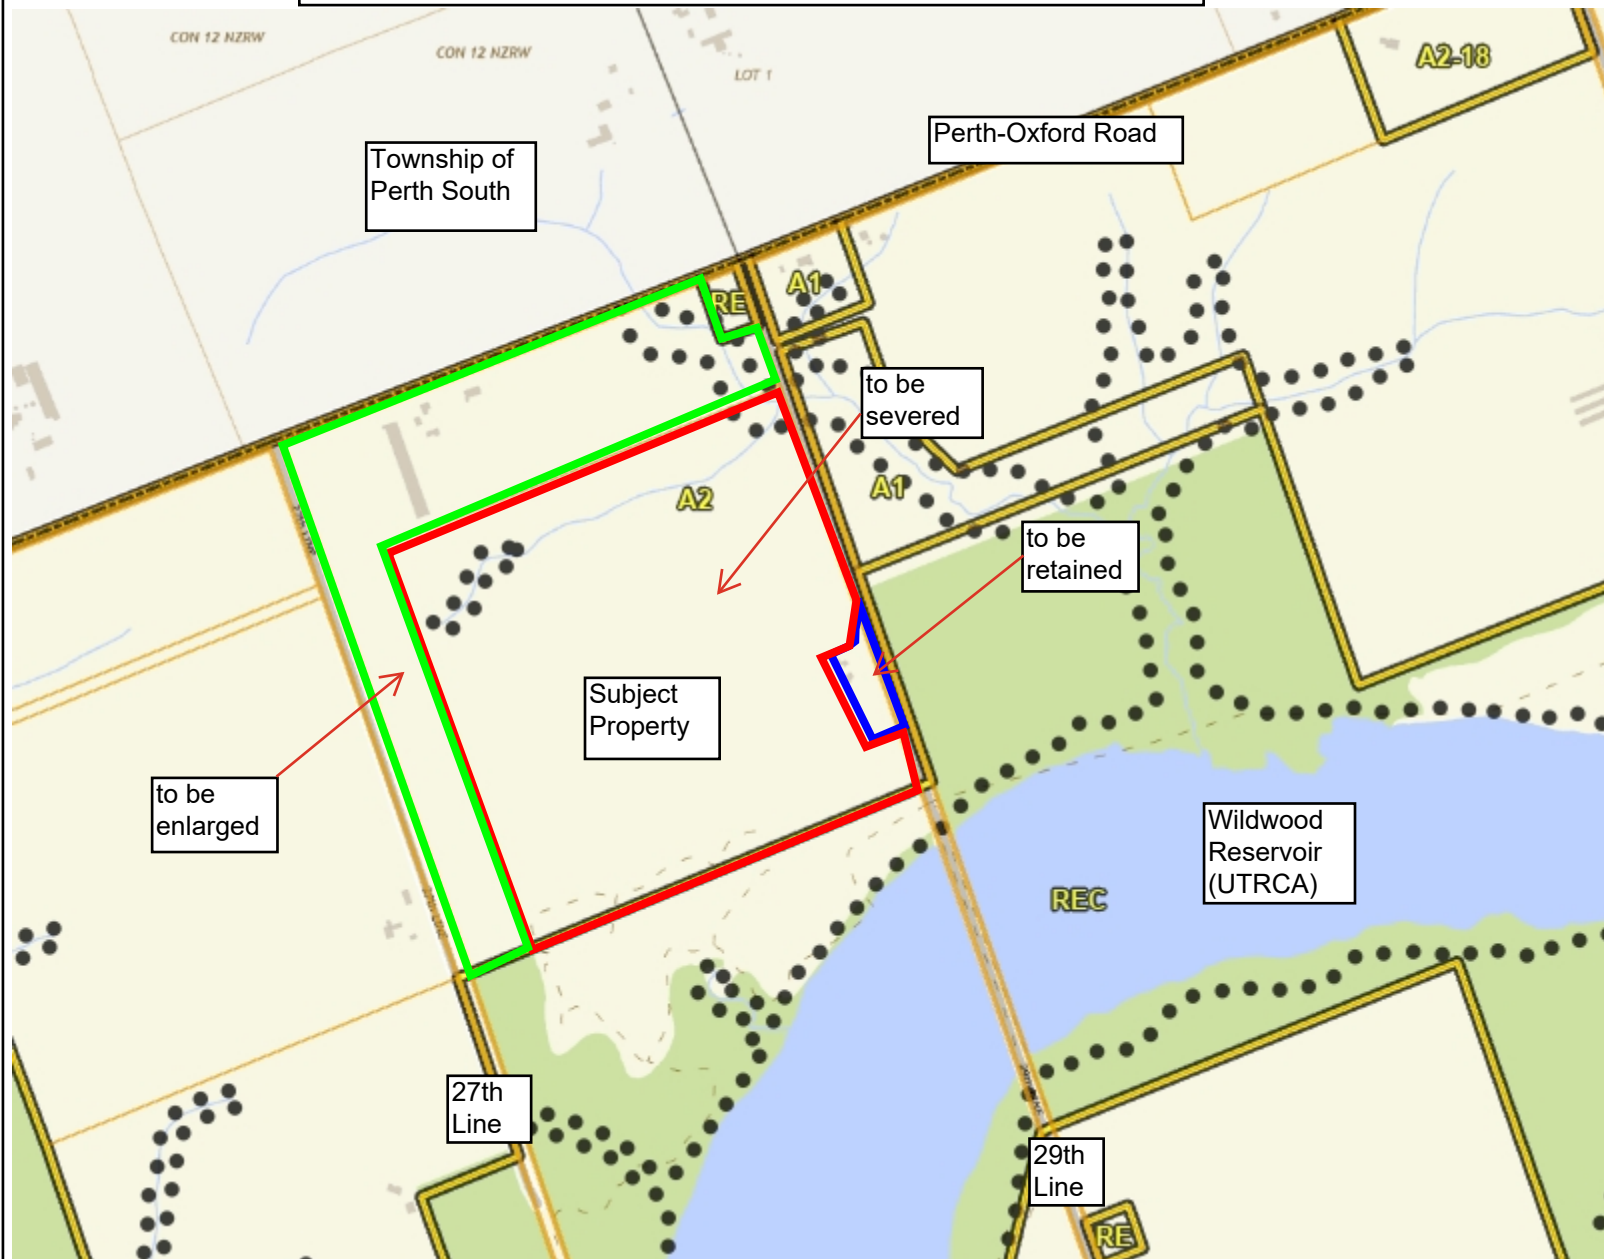 CON 12 NZRW
CON 12 NZRW
LOT 1
A2-18
Perth-Oxford Road
Township of
Perth South
RE
A1
to be
severed
A2
A1
to be
retained
Subject
Property
to be
enlarged
Wildwood
Reservoir
(UTRCA)
REC
27th
Line
29th
Line
RE